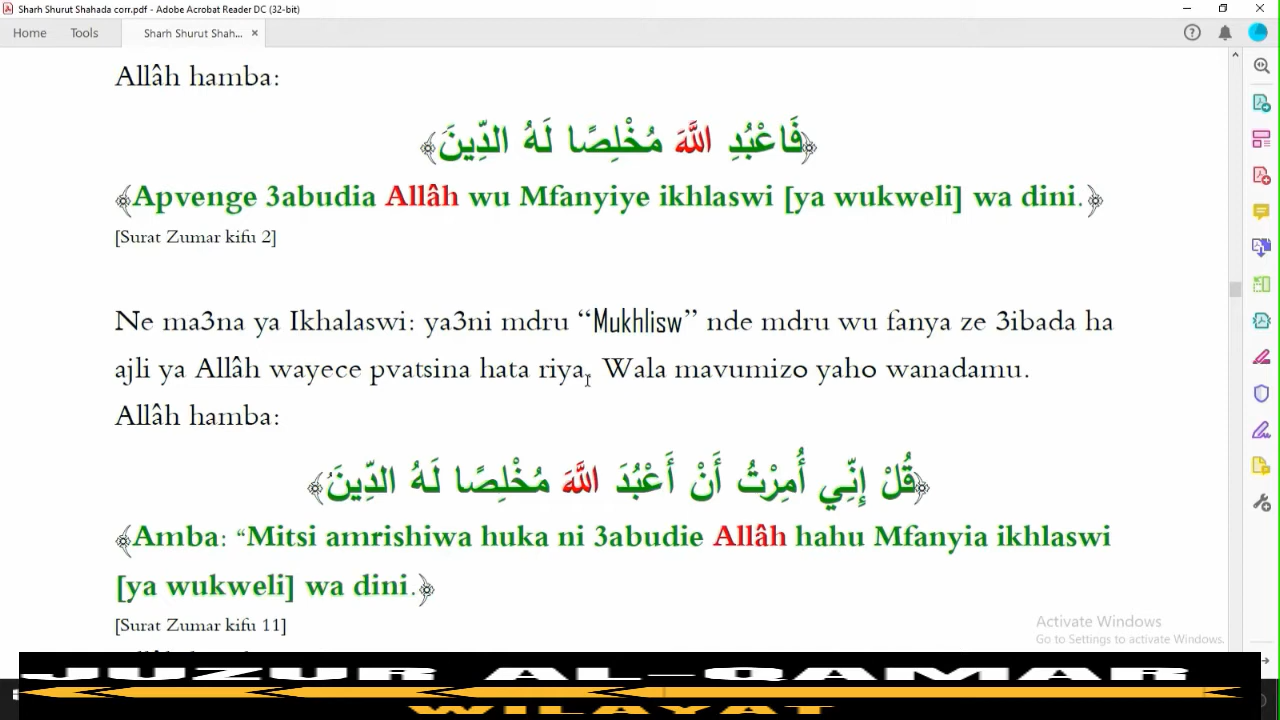 Sharh Shurut Shahada corr.pdf - Adobe Acrobat Reader DC (32-bit)
Home Tools Sharh Shurut Shah... ×
Allâh hamba:
﴿فَاعْبُدِ اللَّهَ مُخْلِصًا لَهُ الدِّينَ﴾
﴾Apvenge 3abudia Allâh wu Mfanyiye ikhlaswi [ya wukweli] wa dini.﴿
[Surat Zumar kifu 2]
Ne ma3na ya Ikhalaswi: ya3ni mdru “Mukhlisw” nde mdru wu fanya ze 3ibada ha
ajli ya Allâh wayece pvatsina hata riya. Wala mavumizo yaho wanadamu.
Allâh hamba:
﴿قُلْ إِنِّي أُمِرْتُ أَنْ أَعْبُدَ اللَّهَ مُخْلِصًا لَهُ الدِّينَ﴾
﴾Amba: “Mitsi amrishiwa huka ni 3abudie Allâh hahu Mfanyia ikhlaswi
[ya wukweli] wa dini.﴿
[Surat Zumar kifu 11]
Activate Windows
Go to Settings to activate Windows.
JUZUR AL-QAMAR
WILAYAT